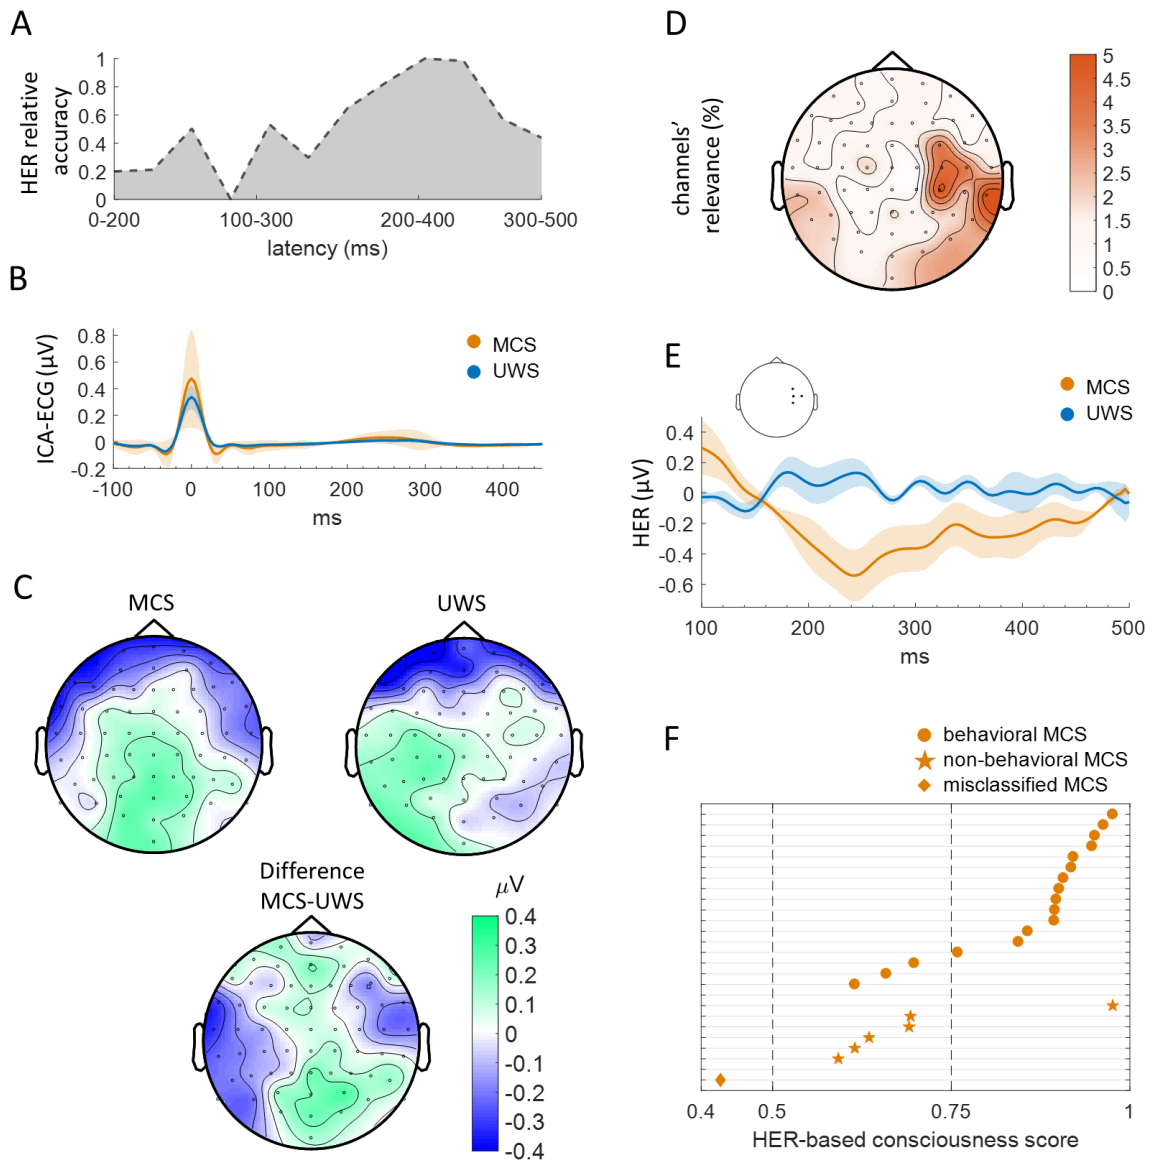 A
HER relative
accuracy
1
0.8
0.6
0.4
0.2
0
0-200
100-300
200-400
300-500
latency (ms)
B
ICA-ECG (μV)
0.8
0.6
0.4
0.2
0
-0.2
-100
0
100
200
300
400
ms
MCS
UWS
C
MCS
UWS
Difference
MCS-UWS
μV
0.4
0.3
0.2
0.1
0
-0.1
-0.2
-0.3
-0.4
D
channels’
relevance (%)
5
4.5
4
3.5
3
2.5
2
1.5
1
0.5
0
E
MCS
UWS
HER (μV)
0.4
0.2
0
-0.2
-0.4
-0.6
100
200
300
400
500
ms
F
behavioral MCS
non-behavioral MCS
misclassified MCS
0.4
0.5
0.75
1
HER-based consciousness score